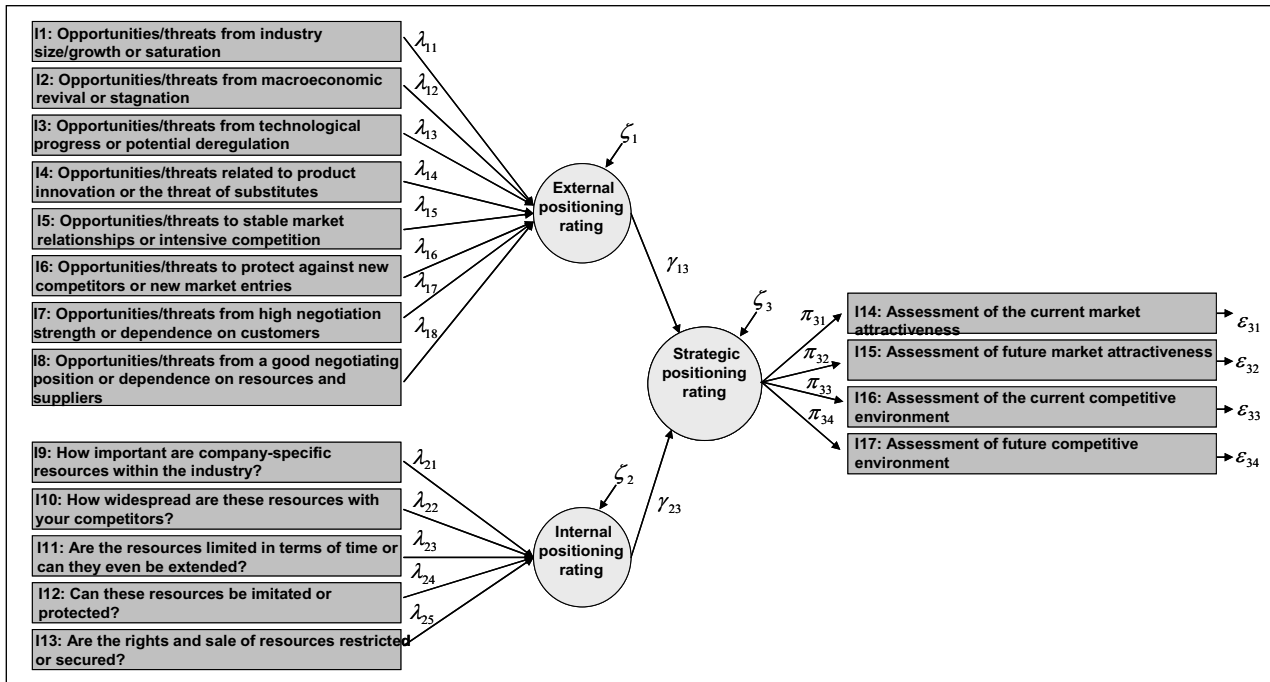 I1: Opportunities/threats from industry
size/growth or saturation
λ11
I2: Opportunities/threats from macroeconomic
revival or stagnation
λ12
I3: Opportunities/threats from technological
progress or potential deregulation
λ13
I4: Opportunities/threats related to product
innovation or the threat of substitutes
λ14
I5: Opportunities/threats to stable market
relationships or intensive competition
λ15
I6: Opportunities/threats to protect against new
competitors or new market entries
λ16
I7: Opportunities/threats from high negotiation
strength or dependence on customers
λ17
I8: Opportunities/threats from a good negotiating
position or dependence on resources and
suppliers
λ18
ζ1
External
positioning
rating
γ13
I9: How important are company-specific
resources within the industry?
λ21
I10: How widespread are these resources with
your competitors?
λ22
I11: Are the resources limited in terms of time or
can they even be extended?
λ23
I12: Can these resources be imitated or
protected?
λ24
I13: Are the rights and sale of resources restricted
or secured?
λ25
ζ2
Internal
positioning
rating
γ23
ζ3
Strategic
positioning
rating
π31
I14: Assessment of the current market
attractiveness
ε31
π32
I15: Assessment of future market attractiveness
ε32
π33
I16: Assessment of the current competitive
environment
ε33
π34
I17: Assessment of future competitive
environment
ε34